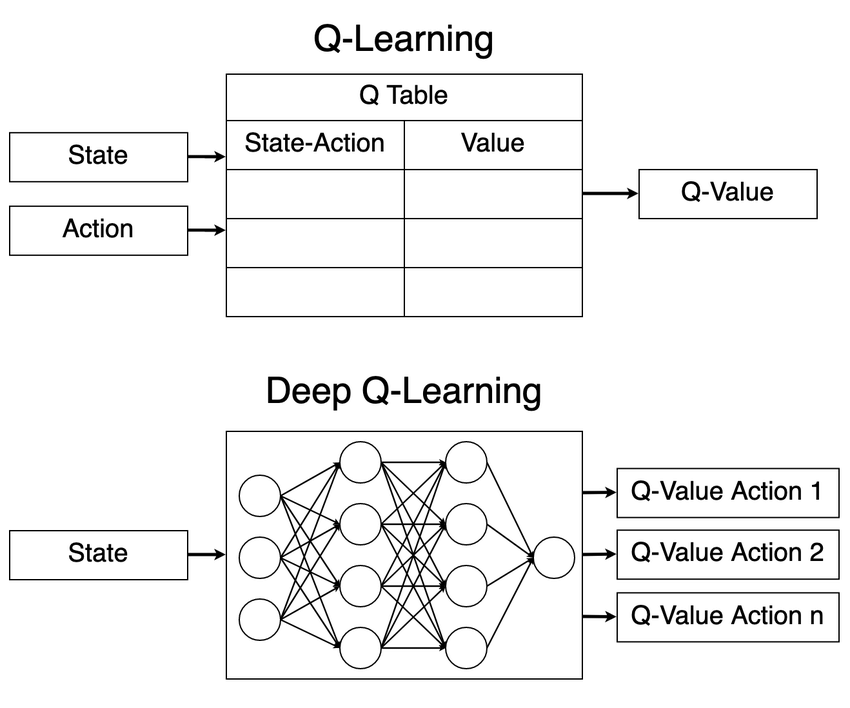 Q-Learning
Q Table
State-Action Value
State
Action
Q-Value
Deep Q-Learning
State
Q-Value Action 1
Q-Value Action 2
Q-Value Action n